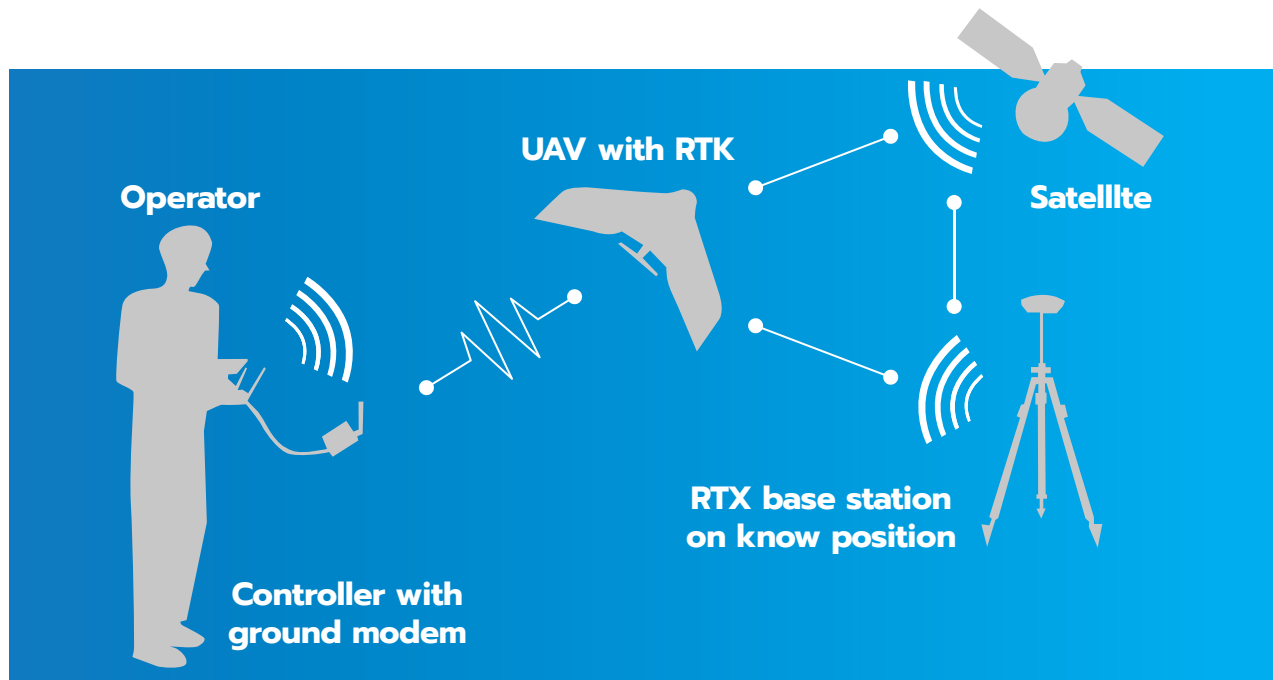 UAV with RTK
Operator
Satelllte
RTX base station
on know position
Controller with
ground modem